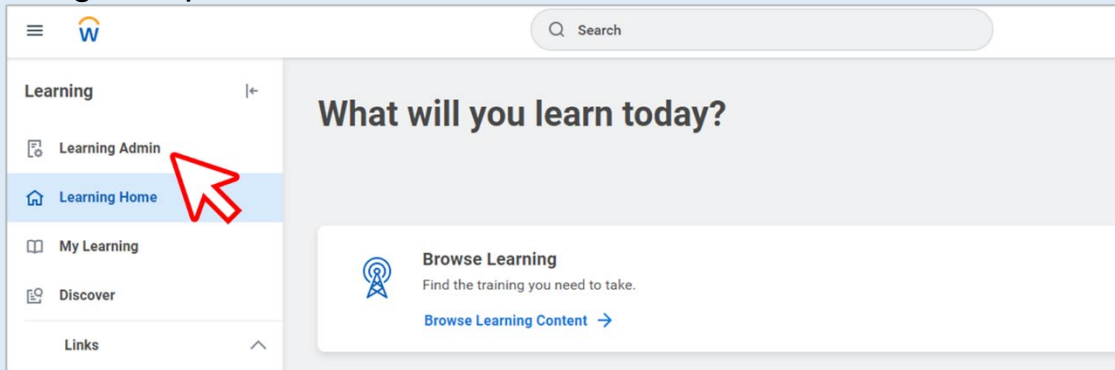 Search
Learning
Learning Admin
Learning Home
My Learning
Discover
Links
What will you learn today?
Browse Learning
Find the training you need to take.
Browse Learning Content →